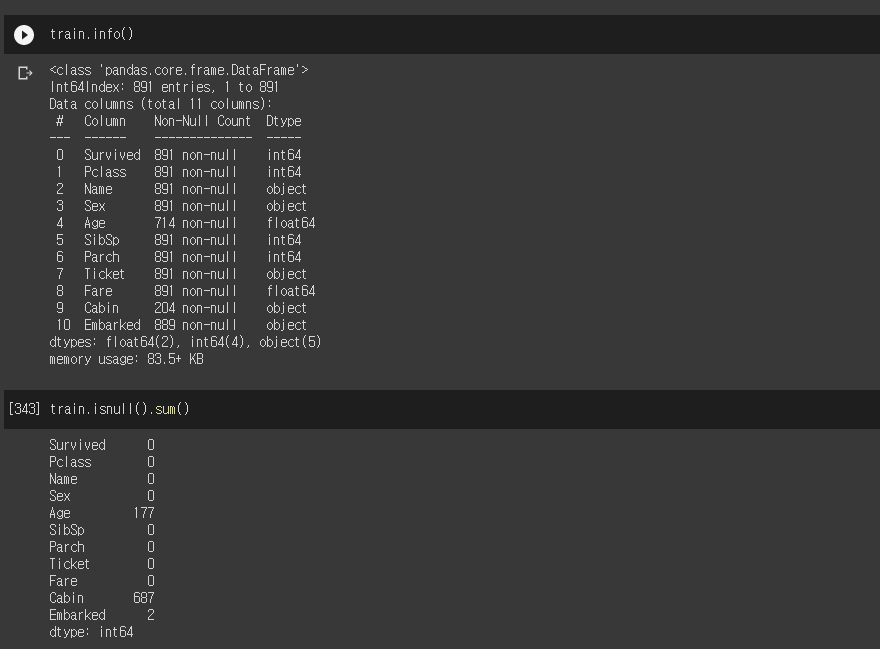 train.info()
<class 'pandas.core.frame.DataFrame'>
Int64Index: 891 entries, 1 to 891
Data columns (total 11 columns):
 #   Column    Non-Null Count  Dtype
---  ------    --------------  -----
 0   Survived  891 non-null    int64
 1   Pclass    891 non-null    int64
 2   Name      891 non-null    object
 3   Sex       891 non-null    object
 4   Age       714 non-null    float64
 5   SibSp     891 non-null    int64
 6   Parch     891 non-null    int64
 7   Ticket    891 non-null    object
 8   Fare      891 non-null    float64
 9   Cabin     204 non-null    object
 10  Embarked  889 non-null    object
dtypes: float64(2), int64(4), object(5)
memory usage: 83.5+ KB
[343] train.isnull().sum()
Survived      0
Pclass        0
Name          0
Sex           0
Age         177
SibSp         0
Parch         0
Ticket        0
Fare          0
Cabin       687
Embarked      2
dtype: int64